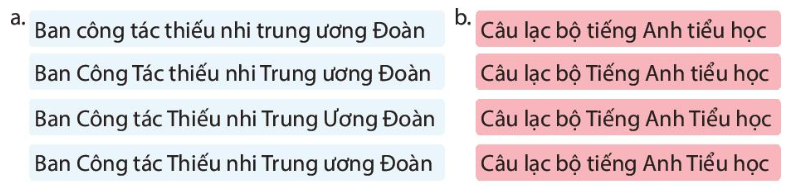 a.
Ban công tác thiếu nhi trung ương Đoàn
Ban Công Tác thiếu nhi Trung ương Đoàn
Ban Công tác Thiếu nhi Trung Ương Đoàn
Ban Công tác Thiếu nhi Trung ương Đoàn
b.
Câu lạc bộ tiếng Anh tiểu học
Câu lạc bộ Tiếng Anh tiểu học
Câu lạc bộ Tiếng Anh Tiểu học
Câu lạc bộ tiếng Anh Tiểu học